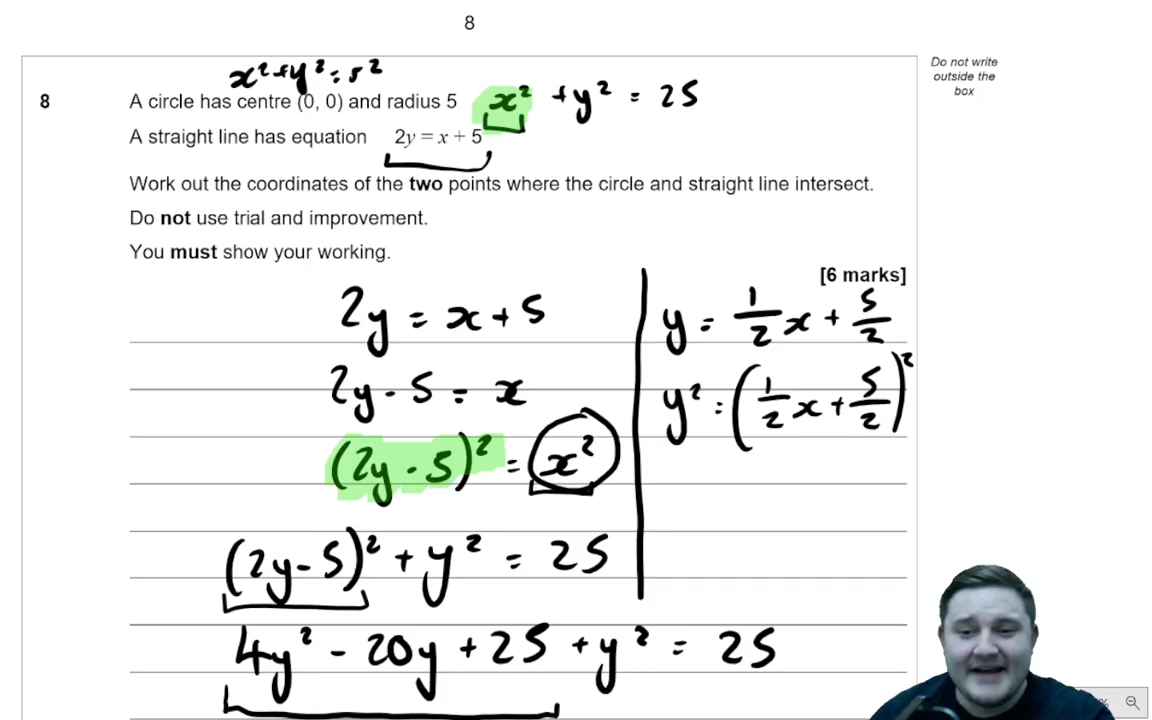 8
Do not write
outside the
box
x² + y² = 5²
8 A circle has centre (0, 0) and radius 5 x² + y² = 25
A straight line has equation 2y = x + 5
Work out the coordinates of the two points where the circle and straight line intersect.
Do not use trial and improvement.
You must show your working.
[6 marks]
2y = x + 5
2y - 5 = x
(2y - 5)² = x²
(2y - 5)² + y² = 25
4y² - 20y + 25 + y² = 25
y = 1/2 x + 5/2
y² = (1/2 x + 5/2)²